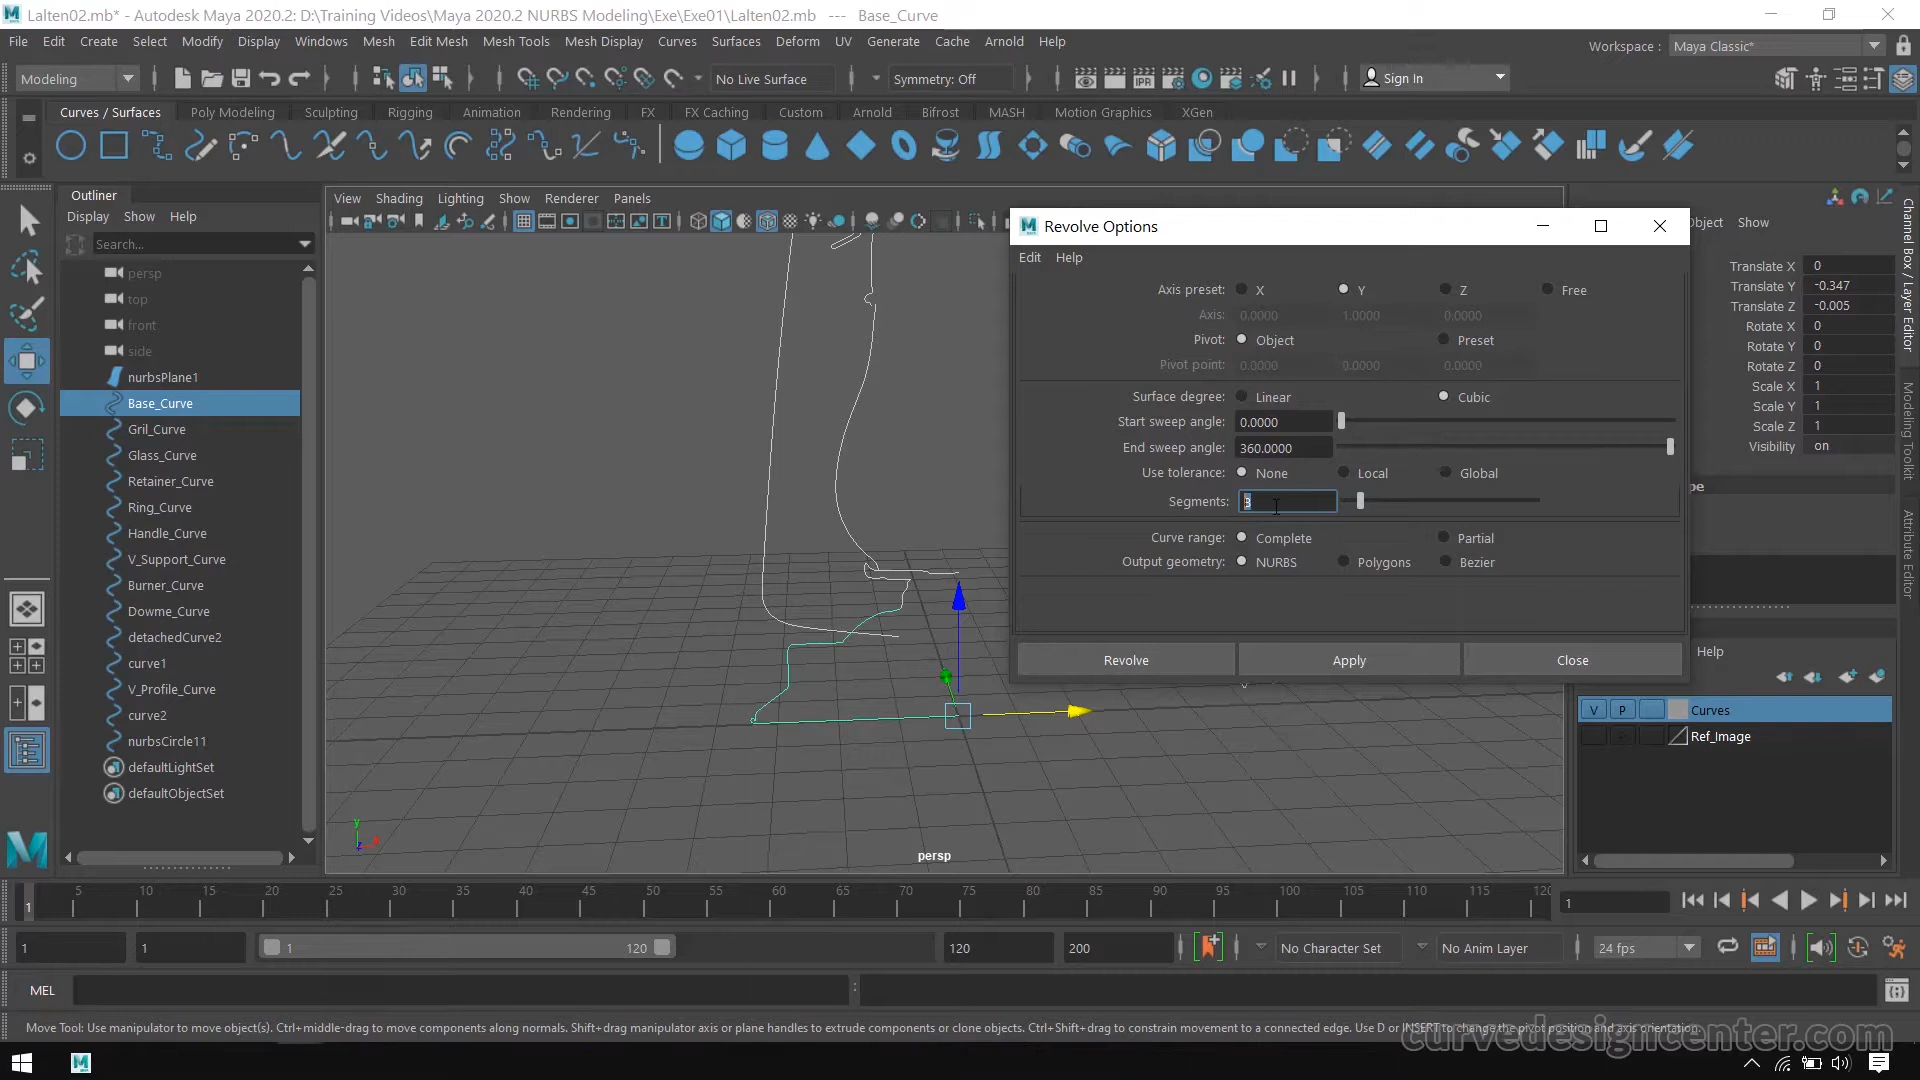 Lalten02.mb* - Autodesk Maya 2020.2: D:\Training Videos\Maya 2020.2 NURBS Modeling\Exe\Exe01\Lalten02.mb --- Base_Curve
File Edit Create Select Modify Display Windows Mesh Edit Mesh Mesh Tools Mesh Display Curves Surfaces Deform UV Generate Cache Arnold Help
Workspace : Maya Classic*
Modeling No Live Surface Symmetry: Off IPR Sign In
Curves / Surfaces Poly Modeling Sculpting Rigging Animation Rendering FX FX Caching Custom Arnold Bifrost MASH Motion Graphics XGen
Outliner
Display Show Help
Search...
persp
top
front
side
nurbsPlane1
Base_Curve
Gril_Curve
Glass_Curve
Retainer_Curve
Ring_Curve
Handle_Curve
V_Support_Curve
Burner_Curve
Dowme_Curve
detachedCurve2
curve1
V_Profile_Curve
curve2
nurbsCircle11
defaultLightSet
defaultObjectSet
View Shading Lighting Show Renderer Panels
y
persp
Revolve Options
Edit Help
Axis preset: X Y Z Free
Axis: 0.0000 1.0000 0.0000
Pivot: Object Preset
Pivot point: 0.0000 0.0000 0.0000
Surface degree: Linear Cubic
Start sweep angle: 0.0000
End sweep angle: 360.0000
Use tolerance: None Local Global
Segments: 8
Curve range: Complete Partial
Output geometry: NURBS Polygons Bezier
Revolve Apply Close
Object Show
Translate X 0
Translate Y -0.347
Translate Z -0.005
Rotate X 0
Rotate Y 0
Rotate Z 0
Scale X 1
Scale Y 1
Scale Z 1
Visibility on
pe
Help
V P Curves
Ref_Image
Channel Box / Layer Editor
Modeling Toolkit
Attribute Editor
5 10 15 20 25 30 35 40 45 50 55 60 65 70 75 80 85 90 95 100 105 110 115 120
1
1
1 1 1 120 120 200 No Character Set No Anim Layer 24 fps
MEL
Move Tool: Use manipulator to move object(s). Ctrl+middle-drag to move components along normals. Shift+drag manipulator axis or plane handles to extrude components or clone objects. Ctrl+Shift+drag to constrain movement to a connected edge. Use D or INSERT to change the pivot position and axis orientation.
curvedesigncenter.com